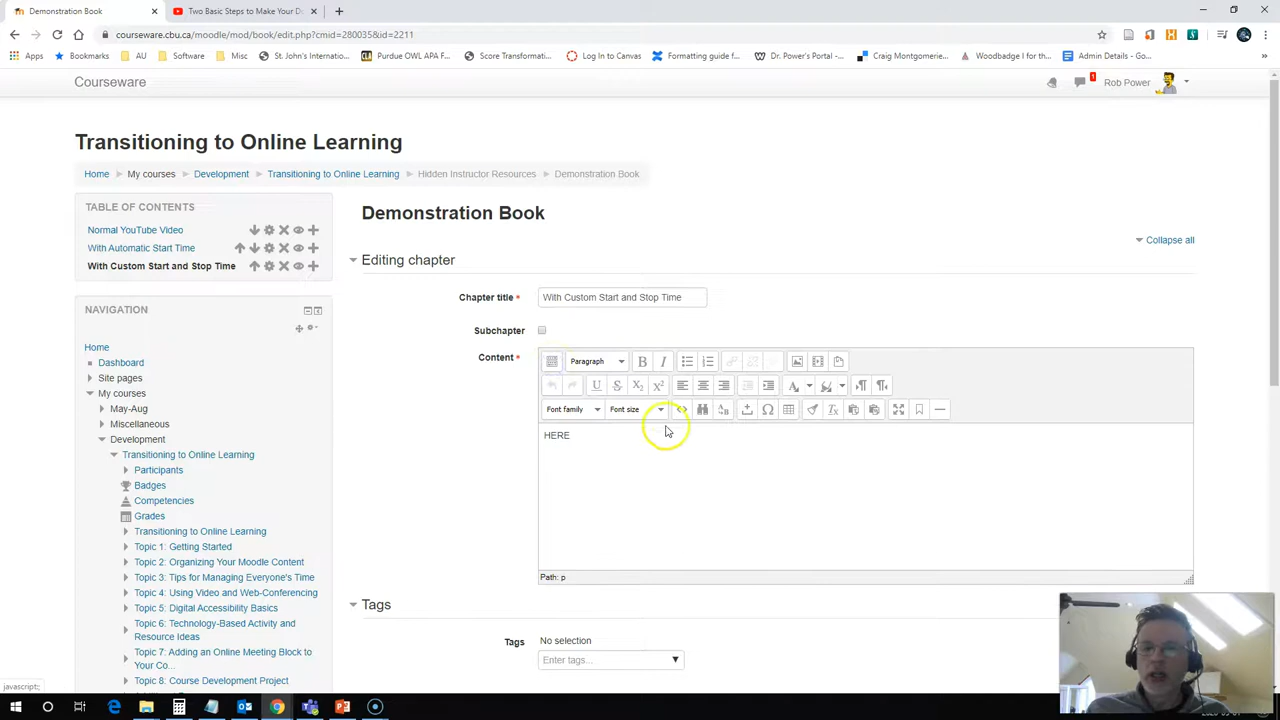 Demonstration Book
Two Basic Steps to Make Your D
courseware.cbu.ca/moodle/mod/book/edit.php?cmid=280035&id=2211
Apps Bookmarks AU Software Misc St. John's Internatio... Purdue OWL APA F... Score Transformati... Log In to Canvas Formatting guide f... Dr. Power's Portal -... Craig Montgomerie... Woodbadge I for th... Admin Details - Go...
Courseware
1
Rob Power
Transitioning to Online Learning
Home My courses Development Transitioning to Online Learning Hidden Instructor Resources Demonstration Book
TABLE OF CONTENTS
Normal YouTube Video
With Automatic Start Time
With Custom Start and Stop Time
NAVIGATION
Home
Dashboard
Site pages
My courses
May-Aug
Miscellaneous
Development
Transitioning to Online Learning
Participants
Badges
Competencies
Grades
Transitioning to Online Learning
Topic 1: Getting Started
Topic 2: Organizing Your Moodle Content
Topic 3: Tips for Managing Everyone's Time
Topic 4: Using Video and Web-Conferencing
Topic 5: Digital Accessibility Basics
Topic 6: Technology-Based Activity and
Resource Ideas
Topic 7: Adding an Online Meeting Block to
Your Co...
Topic 8: Course Development Project
Demonstration Book
Collapse all
Editing chapter
Chapter title
With Custom Start and Stop Time
Subchapter
Content
Paragraph
Font family Font size
HERE
Path: p
Tags
Tags
No selection
Enter tags...
javascript:;